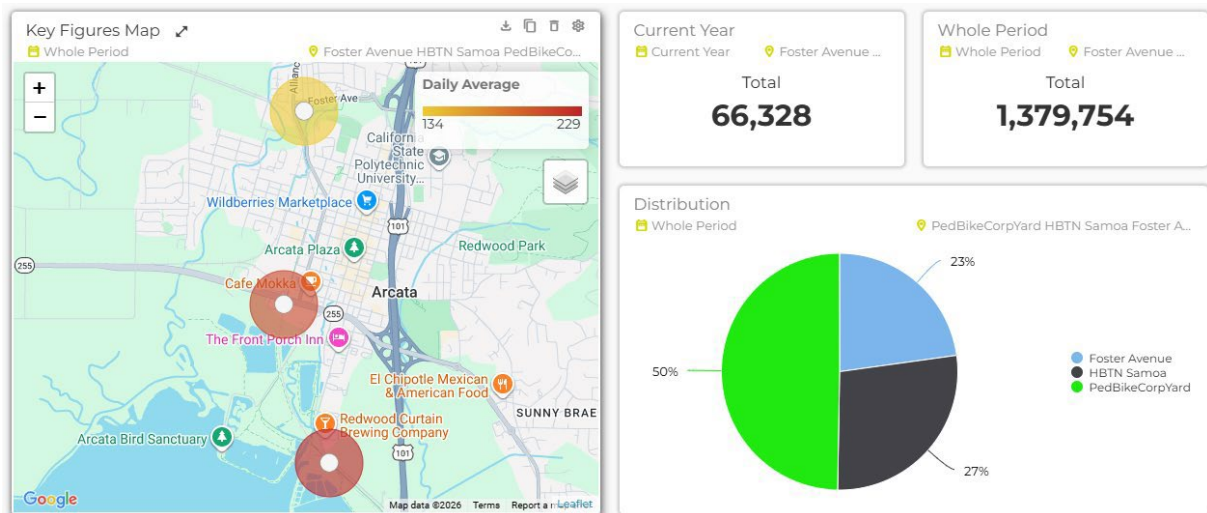 Key Figures Map
Whole Period
Foster Avenue HBTN Samoa PedBikeCo...
+
−
101
Foster Ave
Daily Average
134
229
California
State
Polytechnic
University...
Wildberries Marketplace
101
Arcata Plaza
Redwood Park
255
Cafe Mokka
Arcata
255
The Front Porch Inn
El Chipotle Mexican
& American Food
SUNNY BRAE
Redwood Curtain
Brewing Company
Arcata Bird Sanctuary
101
Google
Map data ©2026
Terms
Leaflet
Current Year
Current Year
Foster Avenue ...
Total
66,328
Whole Period
Whole Period
Foster Avenue ...
Total
1,379,754
Distribution
Whole Period
PedBikeCorpYard HBTN Samoa Foster A...
23%
50%
27%
Foster Avenue
HBTN Samoa
PedBikeCorpYard